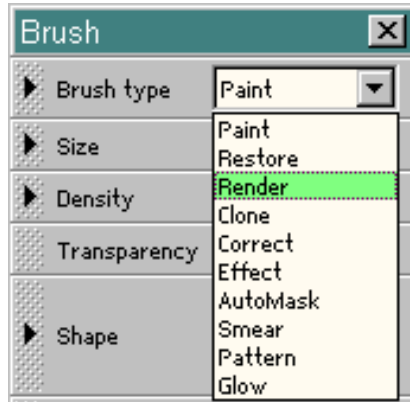 Brush
Brush type
Paint
Paint
Restore
Render
Clone
Correct
Effect
AutoMask
Smear
Pattern
Glow
Size
Density
Transparency
Shape